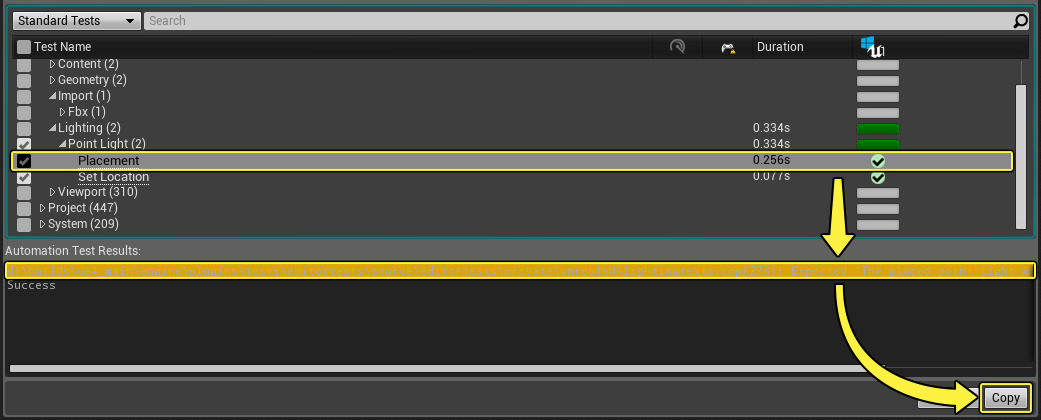 Standard Tests Search
Test Name Duration
Content (2)
Geometry (2)
Import (1)
Fbx (1)
Lighting (2) 0.334s
Point Light (2) 0.334s
Placement 0.256s
Set Location 0.077s
Viewport (310)
Project (447)
System (209)
Automation Test Results:
Success
Copy